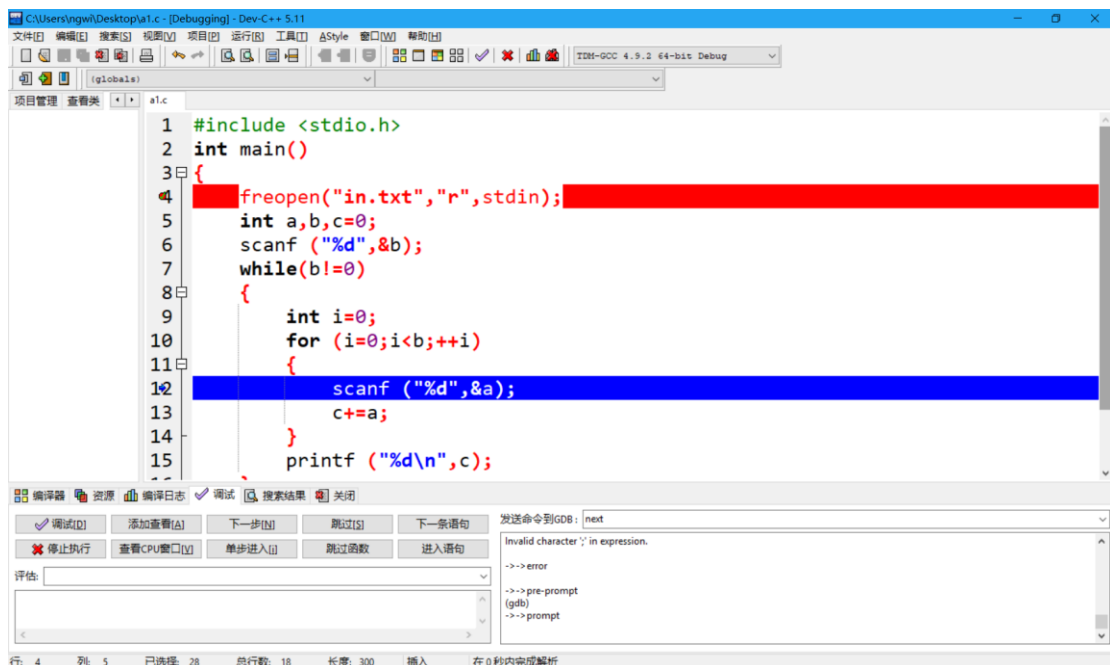 C:\Users\ngwi\Desktop\a1.c - [Debugging] - Dev-C++ 5.11
文件[F] 编辑[E] 搜索[S] 视图[V] 项目[P] 运行[R] 工具[T] AStyle 窗口[W] 帮助[H]
TDM-GCC 4.9.2 64-bit Debug
(globals)
项目管理 查看类 a1.c
1 #include <stdio.h>
2 int main()
3 {
4 freopen("in.txt","r",stdin);
5 int a,b,c=0;
6 scanf ("%d",&b);
7 while(b!=0)
8 {
9 int i=0;
10 for (i=0;i<b;++i)
11 {
12 scanf ("%d",&a);
13 c+=a;
14 }
15 printf ("%d\n",c);
编译器 资源 编译日志 调试 搜索结果 关闭
调试[D] 添加查看[A] 下一步[N] 跳过[S] 下一条语句 发送命令到GDB: next
停止执行 查看CPU窗口[V] 单步进入[i] 跳过函数 进入语句
Invalid character ';' in expression.
->->error
评估:
->->pre-prompt
(gdb)
->->prompt
行: 4 列: 5 已选择: 28 总行数: 18 长度: 300 插入 在 0 秒内完成解析